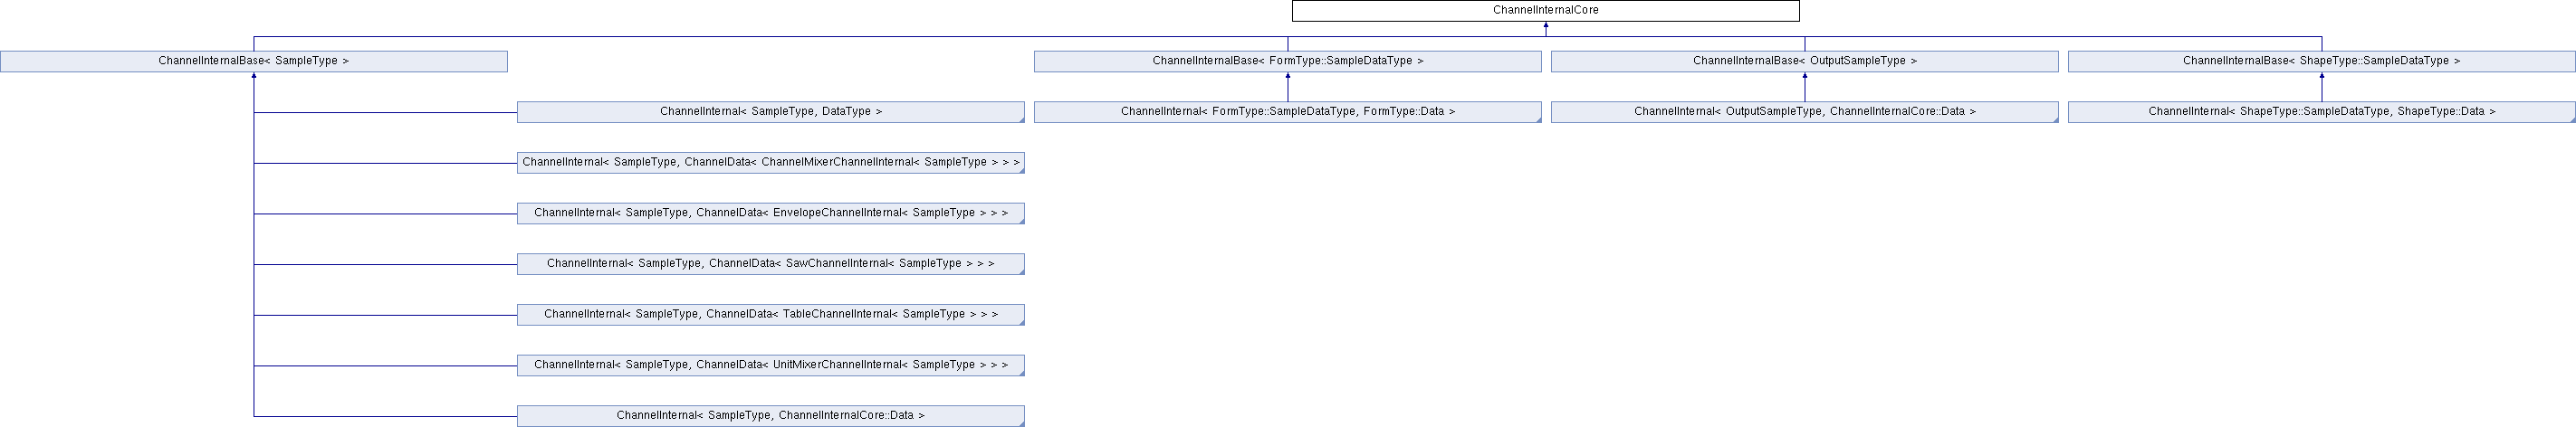 ChannelInternalCore
ChannelInternalBase< SampleType >
ChannelInternalBase< FormType::SampleDataType >
ChannelInternalBase< OutputSampleType >
ChannelInternalBase< ShapeType::SampleDataType >
ChannelInternal< SampleType, DataType >
ChannelInternal< FormType::SampleDataType, FormType::Data >
ChannelInternal< OutputSampleType, ChannelInternalCore::Data >
ChannelInternal< ShapeType::SampleDataType, ShapeType::Data >
ChannelInternal< SampleType, ChannelData< ChannelMixerChannelInternal< SampleType > > >
ChannelInternal< SampleType, ChannelData< EnvelopeChannelInternal< SampleType > > >
ChannelInternal< SampleType, ChannelData< SawChannelInternal< SampleType > > >
ChannelInternal< SampleType, ChannelData< TableChannelInternal< SampleType > > >
ChannelInternal< SampleType, ChannelData< UnitMixerChannelInternal< SampleType > > >
ChannelInternal< SampleType, ChannelInternalCore::Data >